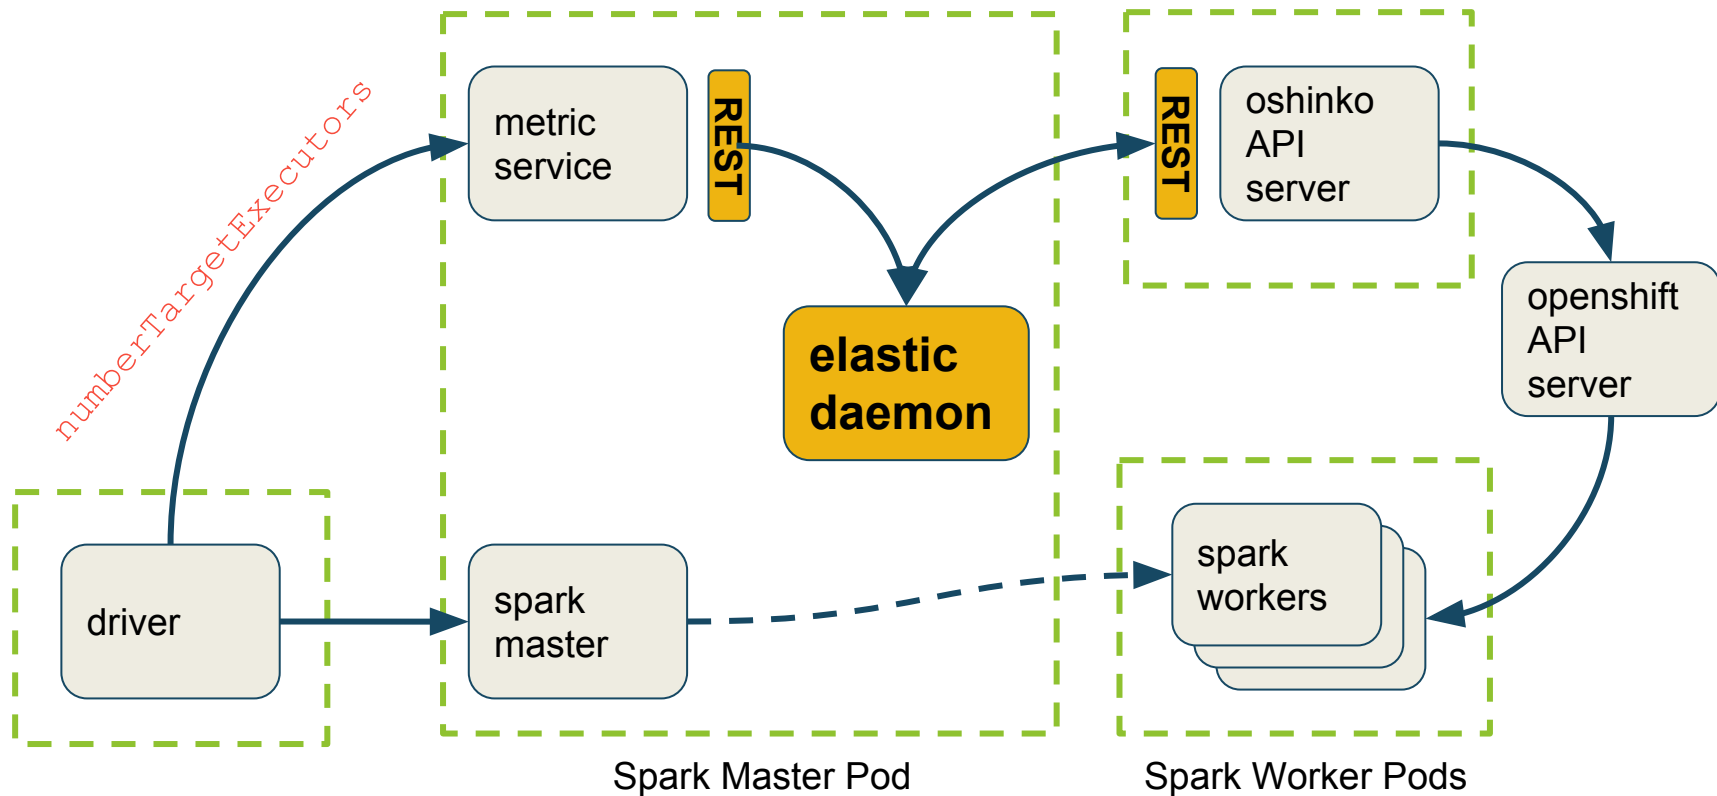 numberTargetExecutors
metric
service
REST
REST
oshinko
API
server
elastic
daemon
openshift
API
server
driver
spark
master
spark
workers
Spark Master Pod
Spark Worker Pods